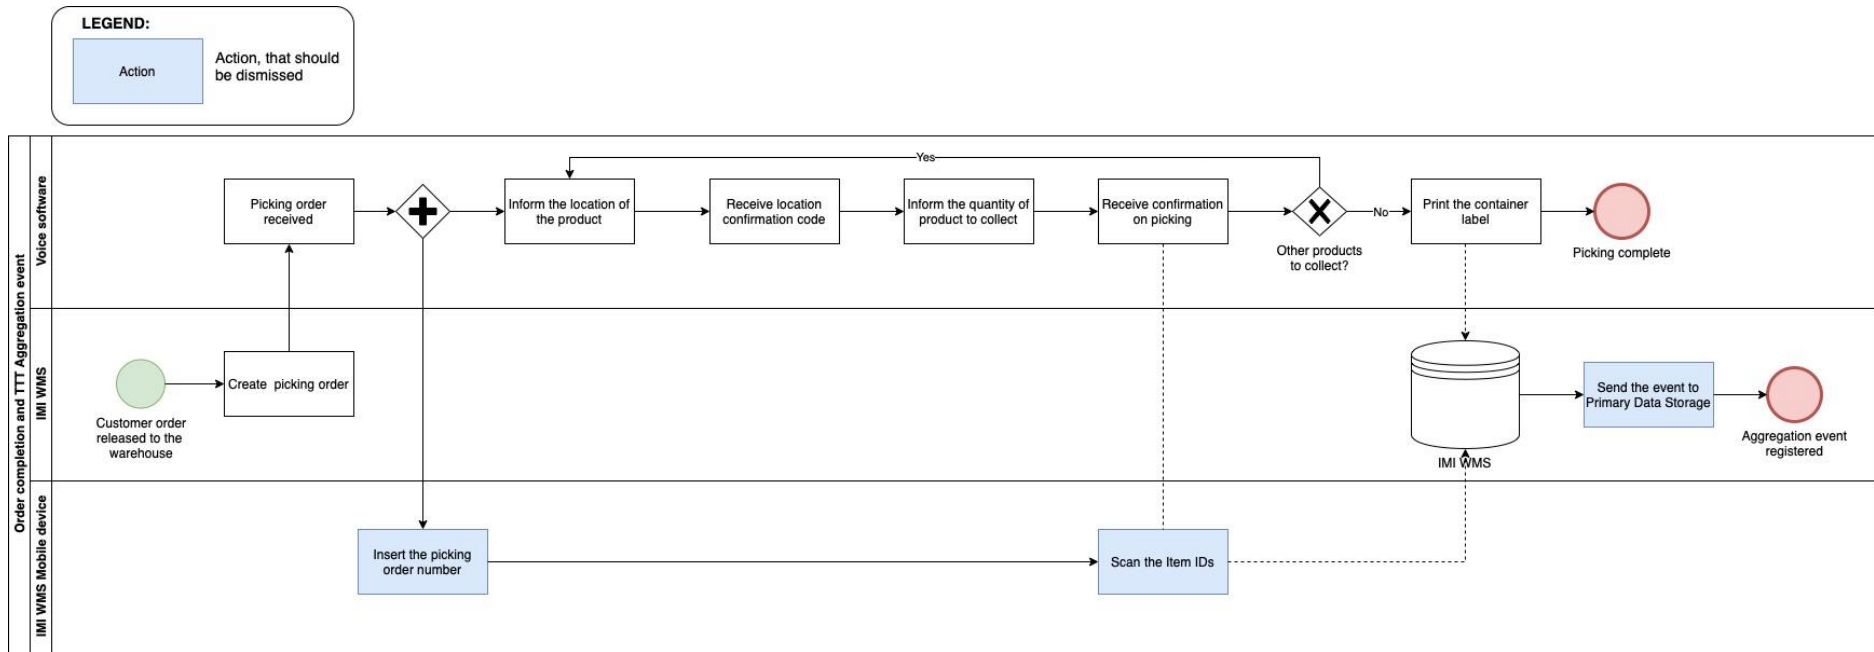 LEGEND:
Action
Action, that should
be dismissed
Order completion and TTT Aggregation event
Voice software
Yes
Picking order
received
Inform the location of
the product
Receive location
confirmation code
Inform the quantity of
product to collect
Receive confirmation
on picking
Other products
to collect?
No
Print the container
label
Picking complete
IMI WMS
Customer order
released to the
warehouse
Create picking order
IMI WMS
Send the event to
Primary Data Storage
Aggregation event
registered
IMI WMS Mobile device
Insert the picking
order number
Scan the Item IDs